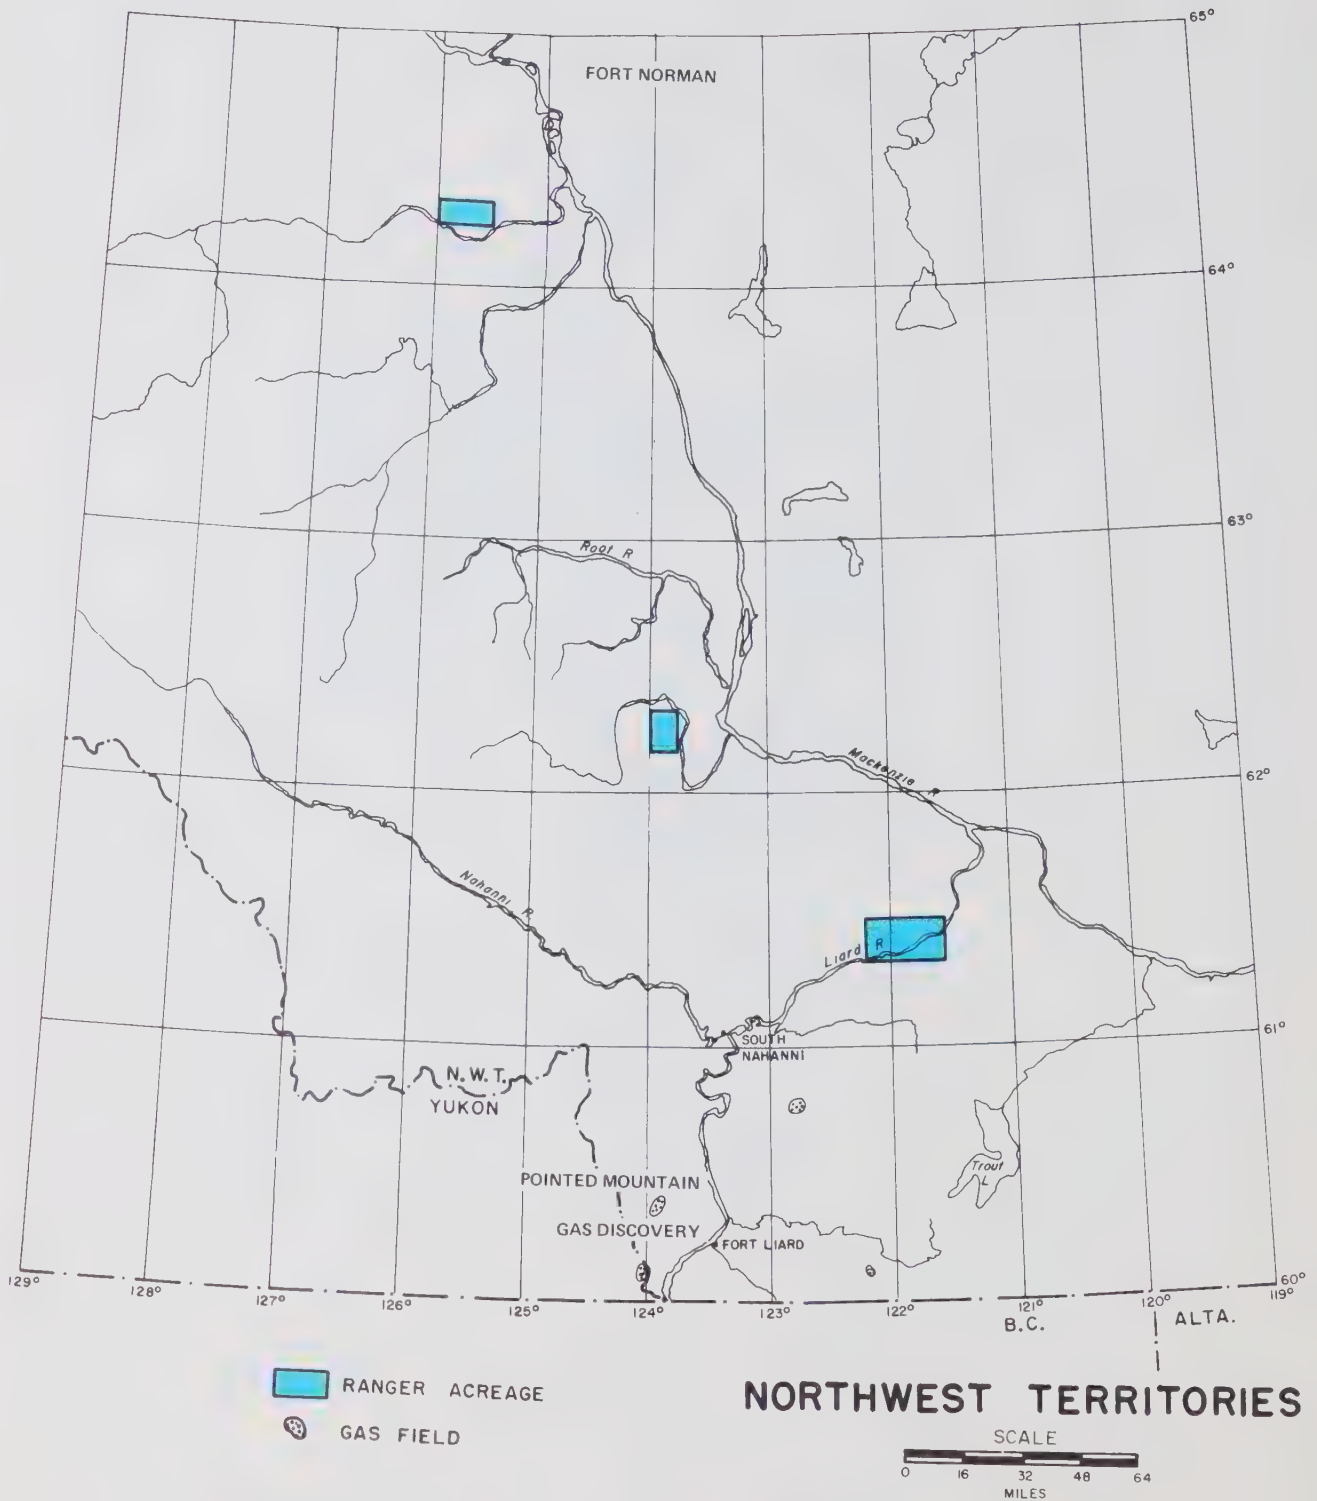 65°
FORT NORMAN
64°
63°
Root R
Mackenzie R
62°
Nahanni R.
Liard R
61°
SOUTH
NAHANNI
N.W.T.
YUKON
Trout
L
POINTED MOUNTAIN
GAS DISCOVERY
FORT LIARD
60°
129°
128°
127°
126°
125°
124°
123°
122°
121°
120°
119°
B.C.
ALTA.
RANGER ACREAGE
GAS FIELD
NORTHWEST TERRITORIES
SCALE
0 16 32 48 64
MILES